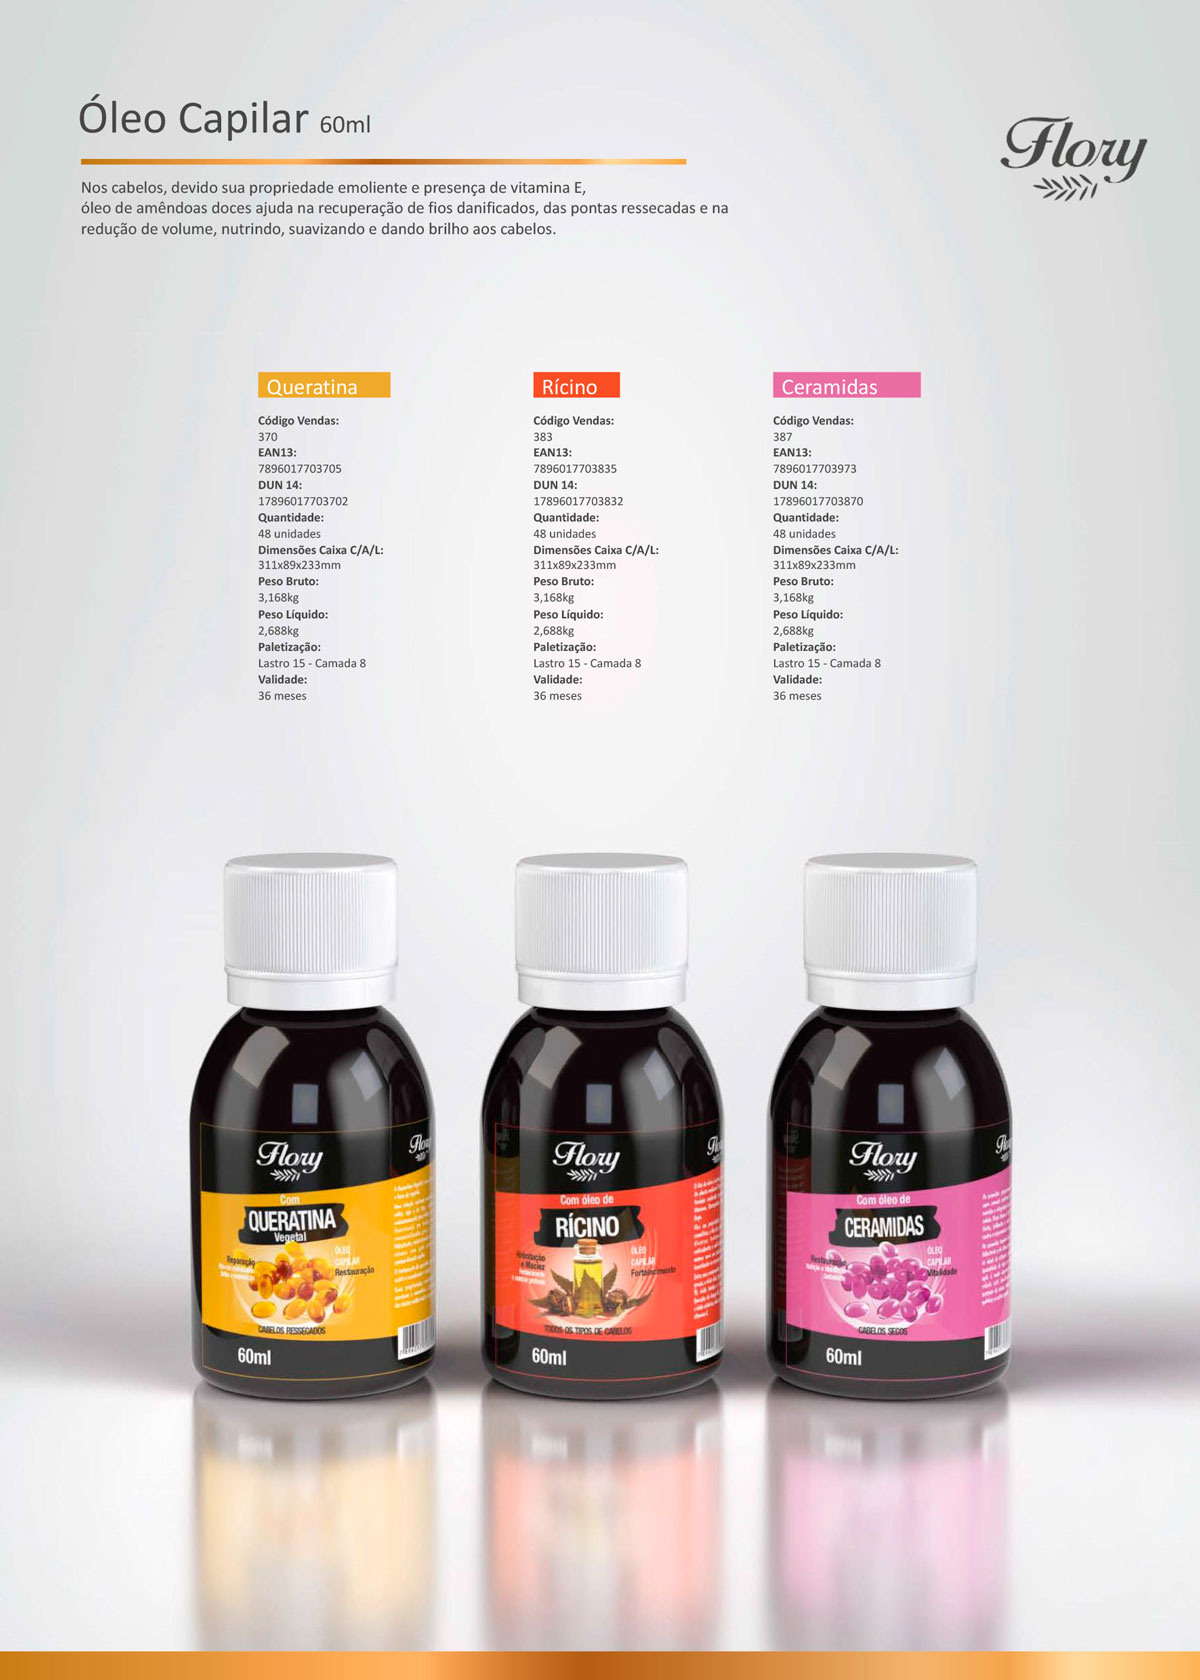 Óleo Capilar 60ml
Flory
Nos cabelos, devido sua propriedade emoliente e presença de vitamina E,
óleo de amêndoas doces ajuda na recuperação de fios danificados, das pontas ressecadas e na
redução de volume, nutrindo, suavizando e dando brilho aos cabelos.
Queratina
Código Vendas:
370
EAN13:
7896017703705
DUN 14:
17896017703702
Quantidade:
48 unidades
Dimensões Caixa C/A/L:
311x89x233mm
Peso Bruto:
3,168kg
Peso Líquido:
2,688kg
Paletização:
Lastro 15 - Camada 8
Validade:
36 meses
Rícino
Código Vendas:
383
EAN13:
7896017703835
DUN 14:
17896017703832
Quantidade:
48 unidades
Dimensões Caixa C/A/L:
311x89x233mm
Peso Bruto:
3,168kg
Peso Líquido:
2,688kg
Paletização:
Lastro 15 - Camada 8
Validade:
36 meses
Ceramidas
Código Vendas:
387
EAN13:
7896017703973
DUN 14:
17896017703870
Quantidade:
48 unidades
Dimensões Caixa C/A/L:
311x89x233mm
Peso Bruto:
3,168kg
Peso Líquido:
2,688kg
Paletização:
Lastro 15 - Camada 8
Validade:
36 meses
Flory
Com
QUERATINA
Vegetal
Reparação
ÓLEO
CAPILAR
Restauração
CABELOS RESSECADOS
60ml
Flory
Com óleo de
RÍCINO
Hidratação
e Maciez
ÓLEO
CAPILAR
Fortalecimento
TODOS OS TIPOS DE CABELOS
60ml
Flory
Com óleo de
CERAMIDAS
Restauração
ÓLEO
CAPILAR
Vitalidade
CABELOS SECOS
60ml